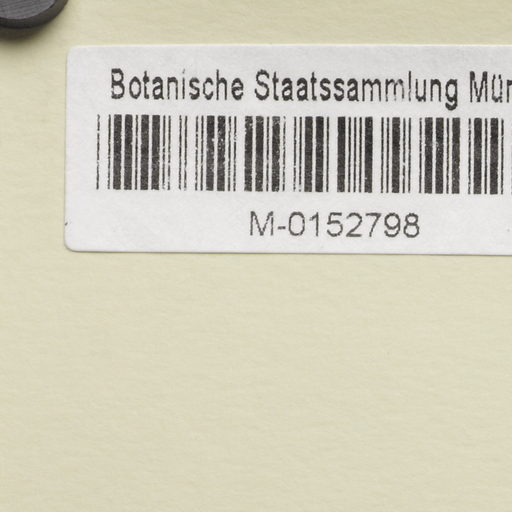 Botanische Staatssammlung Mün
M-0152798